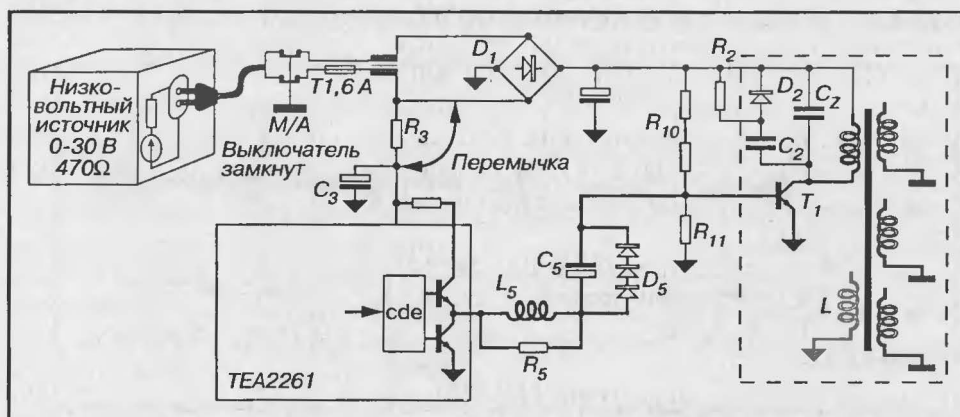 Низко-
вольтный
источник
0-30 В
470Ω
T1,6 A
M/A
Выключатель
замкнут
D1
R3
C3
Перемычка
R10
R11
R2
D2
C2
CZ
T1
L
C5
D5
L5
R5
cde
TEA2261